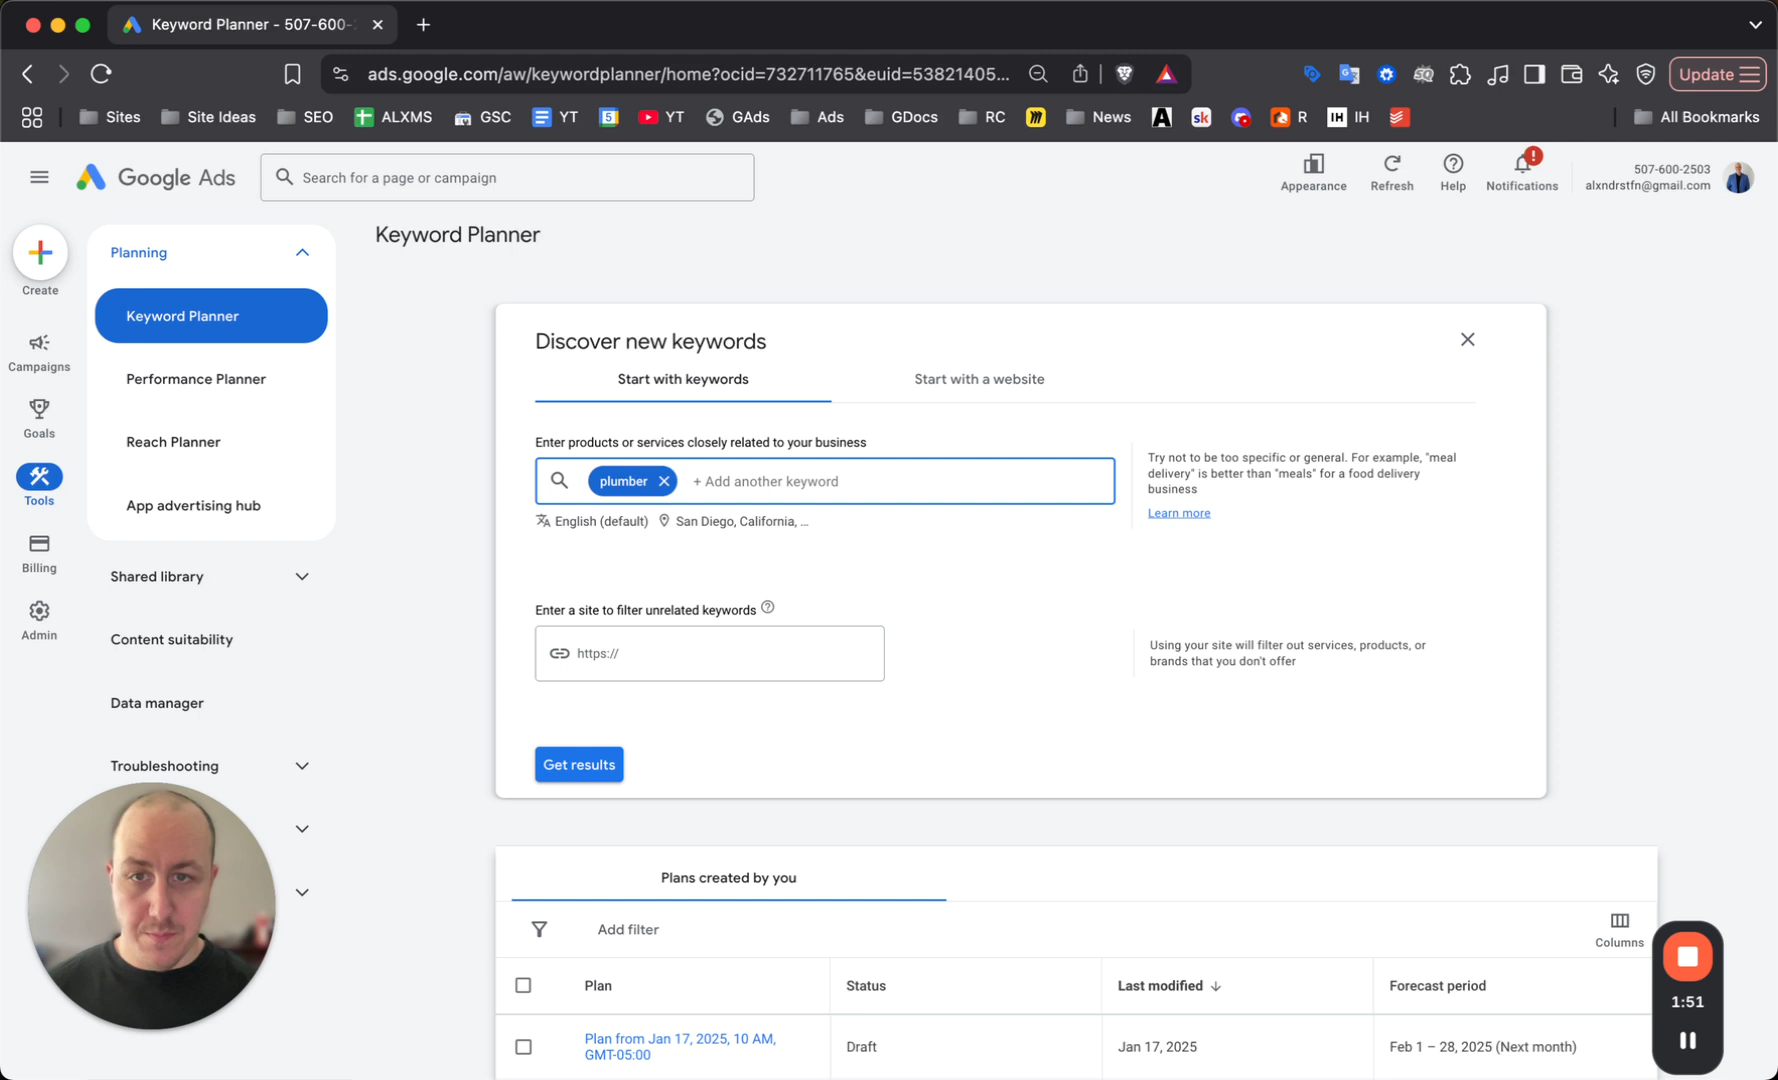 Keyword Planner - 507-600-
ads.google.com/aw/keywordplanner/home?ocid=732711765&euid=53821405...
Update
Sites
Site Ideas
SEO
ALXMS
GSC
YT
5
YT
GAds
Ads
GDocs
RC
News
A
sk
R
IH
IH
All Bookmarks
Google Ads
Search for a page or campaign
Appearance
Refresh
Help
Notifications
507-600-2503
alxndrstfn@gmail.com
Create
Campaigns
Goals
Tools
Billing
Admin
Planning
Keyword Planner
Performance Planner
Reach Planner
App advertising hub
Shared library
Content suitability
Data manager
Troubleshooting
Keyword Planner
Discover new keywords
Start with keywords
Start with a website
Enter products or services closely related to your business
plumber
+ Add another keyword
English (default)
San Diego, California, ...
Try not to be too specific or general. For example, "meal
delivery" is better than "meals" for a food delivery
business
Learn more
Enter a site to filter unrelated keywords
https://
Using your site will filter out services, products, or
brands that you don't offer
Get results
Plans created by you
Add filter
Columns
Plan
Status
Last modified
Forecast period
Plan from Jan 17, 2025, 10 AM,
GMT-05:00
Draft
Jan 17, 2025
Feb 1 – 28, 2025 (Next month)
1:51